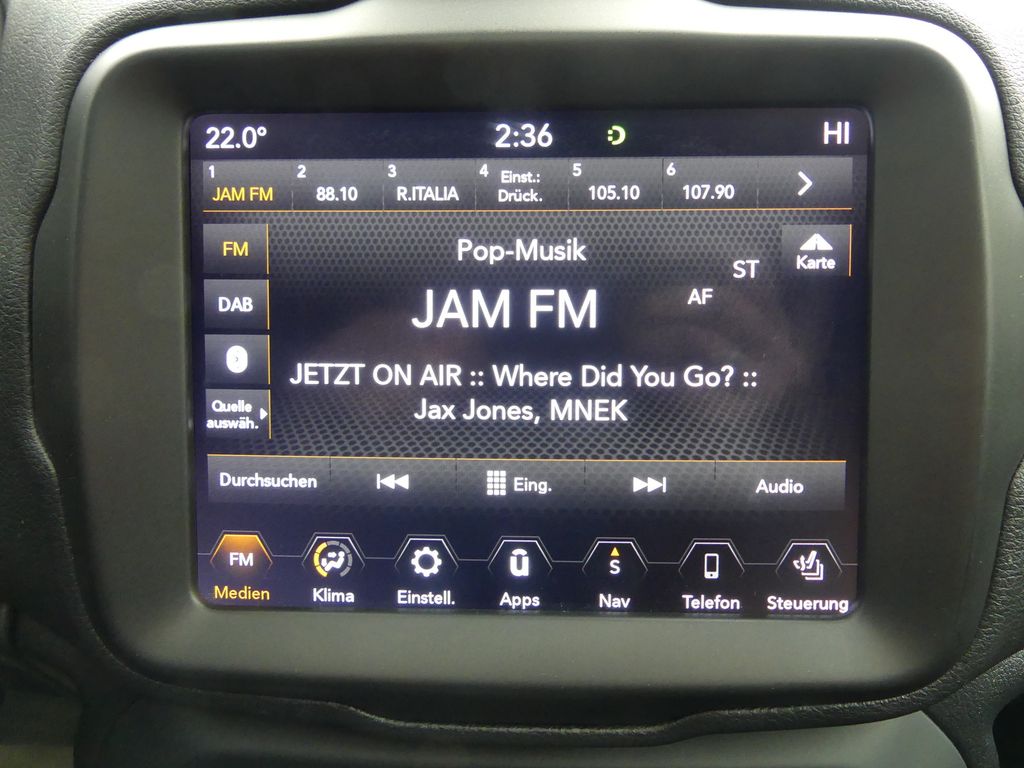 22.0° 2:36 HI
1 2 3 4 5 6
JAM FM 88.10 R.ITALIA Einst.: Drück. 105.10 107.90
FM
Pop-Musik
Karte
ST
AF
DAB
JAM FM
JETZT ON AIR :: Where Did You Go? ::
Jax Jones, MNEK
Quelle
auswäh.
Durchsuchen Eing. Audio
FM S
Medien Klima Einstell. Apps Nav Telefon Steuerung